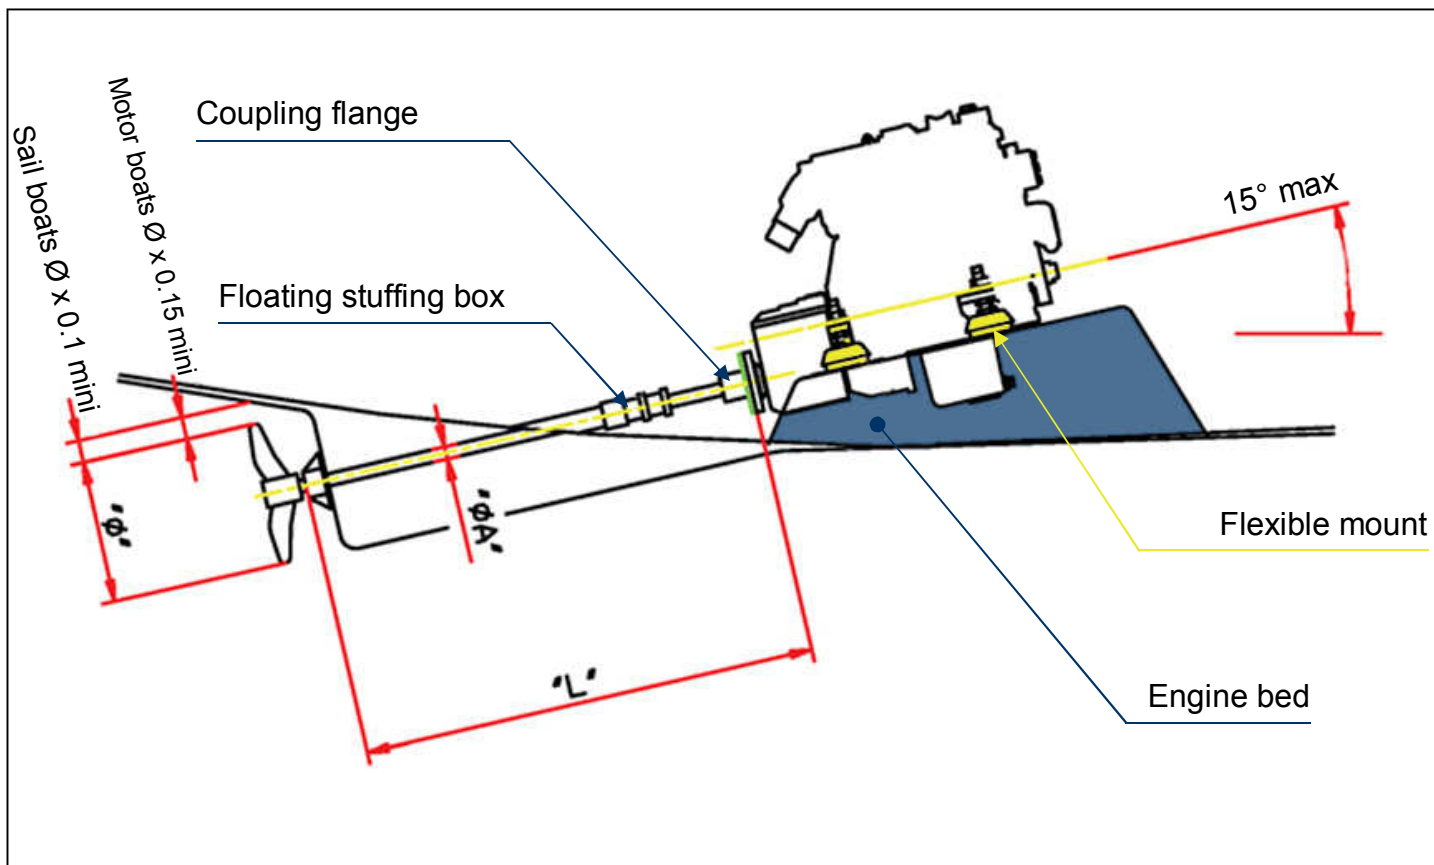 Coupling flange
Motor boats Ø x 0.15 mini
Sail boats Ø x 0.1 mini
15° max
Floating stuffing box
"ϕ"
"ϕA"
Flexible mount
"L"
Engine bed